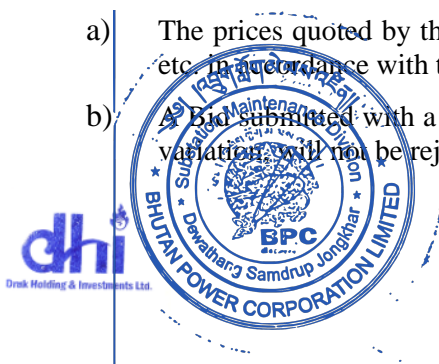 a) The prices quoted by th
etc. in accordance with t
b) A Bid submitted with a
variation, will not be rej
Substation Maintenance Division
Dewathang Samdrup Jongkhar
BPC
BHUTAN POWER CORPORATION LIMITED
dhi
Druk Holding & Investments Ltd.